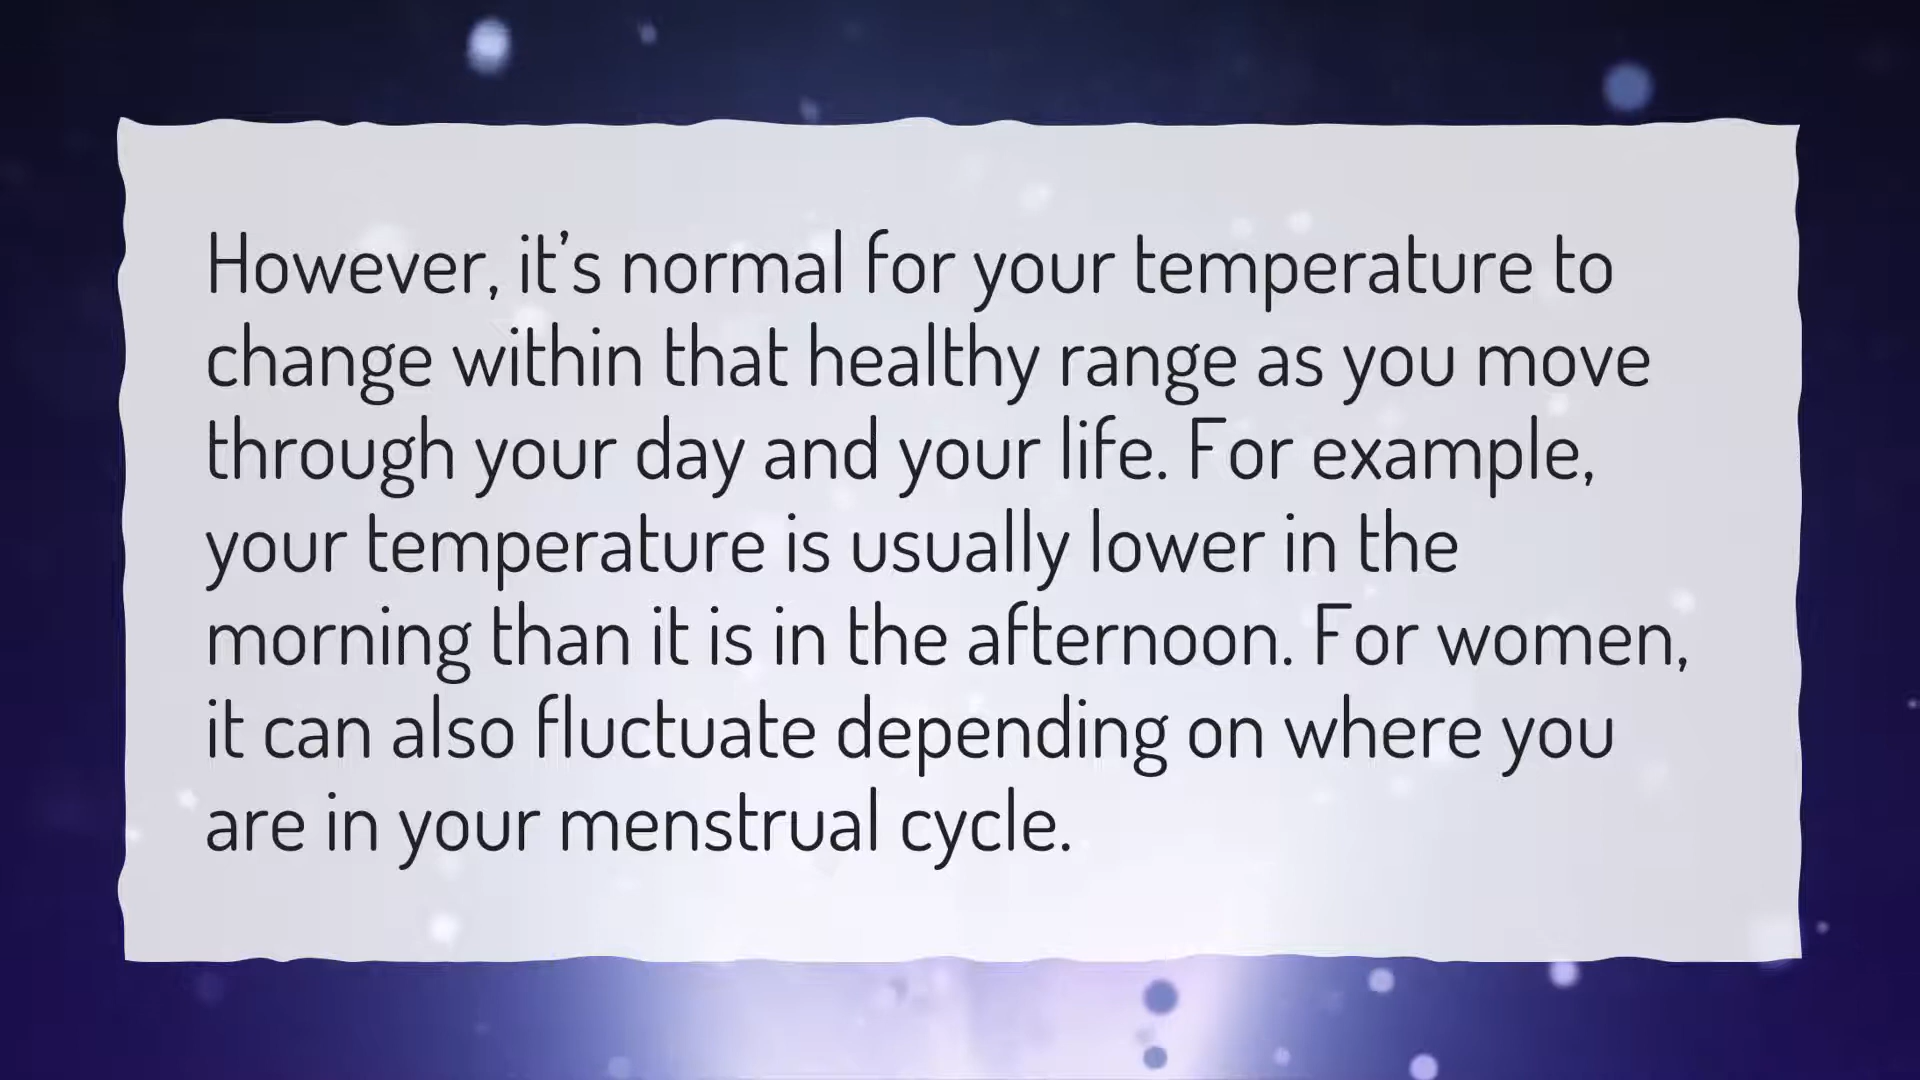 However, it’s normal for your temperature to
change within that healthy range as you move
through your day and your life. For example,
your temperature is usually lower in the
morning than it is in the afternoon. For women,
it can also fluctuate depending on where you
are in your menstrual cycle.